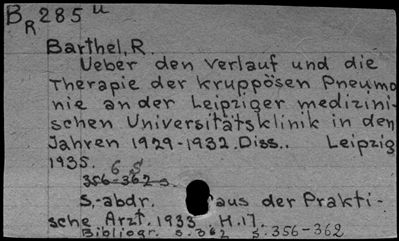 BR 285 u
Barthel, R.
Ueber den Verlauf und die
Therapie der kruppösen Pneumo
nie an der Leipziger medizini-
schen Universitätsklinik in den
Jahren 1929-1932. Diss.. Leipzig
1935. 6 S
356-362 s.
S.-abdr. aus der Prakti-
sche Arzt. 1933 H.17.
Bibliogr. S. 362 S. 356-362